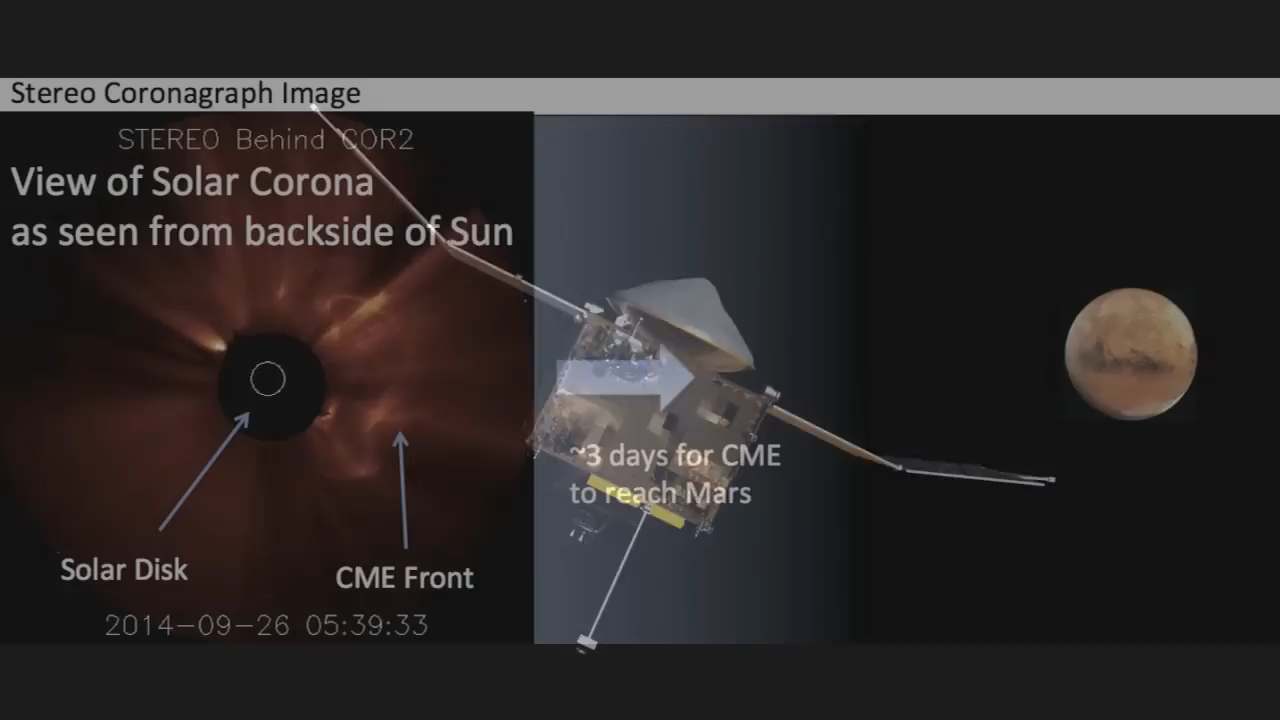 Stereo Coronagraph Image
STEREO Behind COR2
View of Solar Corona
as seen from backside of Sun
~3 days for CME
to reach Mars
Solar Disk
CME Front
2014-09-26 05:39:33